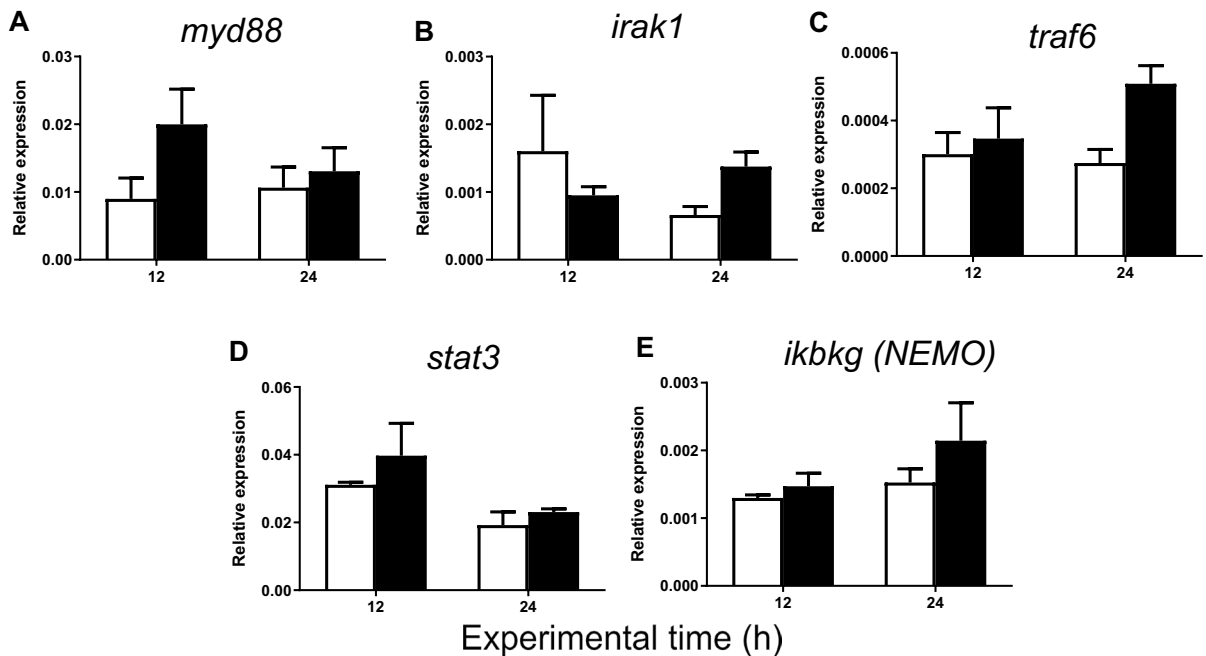 A
myd88
Relative expression
0.03
0.02
0.01
0.00
12
24
B
irak1
Relative expression
0.003
0.002
0.001
0.000
12
24
C
traf6
Relative expression
0.0006
0.0004
0.0002
0.0000
12
24
D
stat3
Relative expression
0.06
0.04
0.02
0.00
12
24
E
ikbkg (NEMO)
Relative expression
0.003
0.002
0.001
0.000
12
24
Experimental time (h)